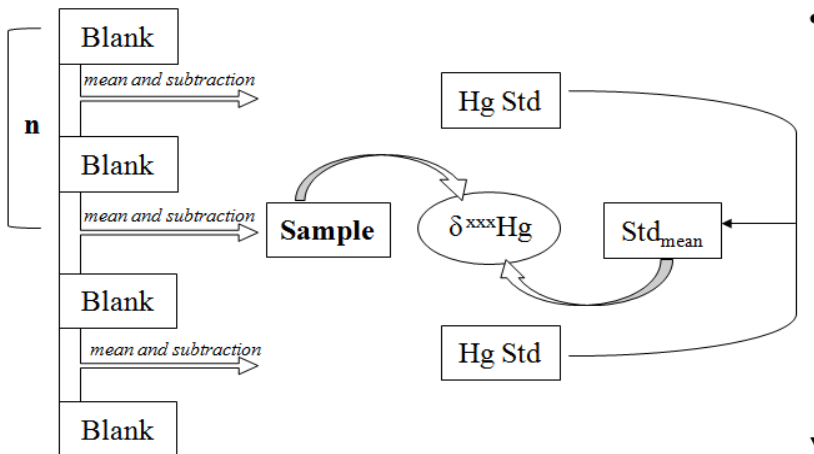 Blank
mean and subtraction
Hg Std
n
Blank
mean and subtraction
Sample
δxxxHg
Stdmean
Blank
mean and subtraction
Hg Std
Blank